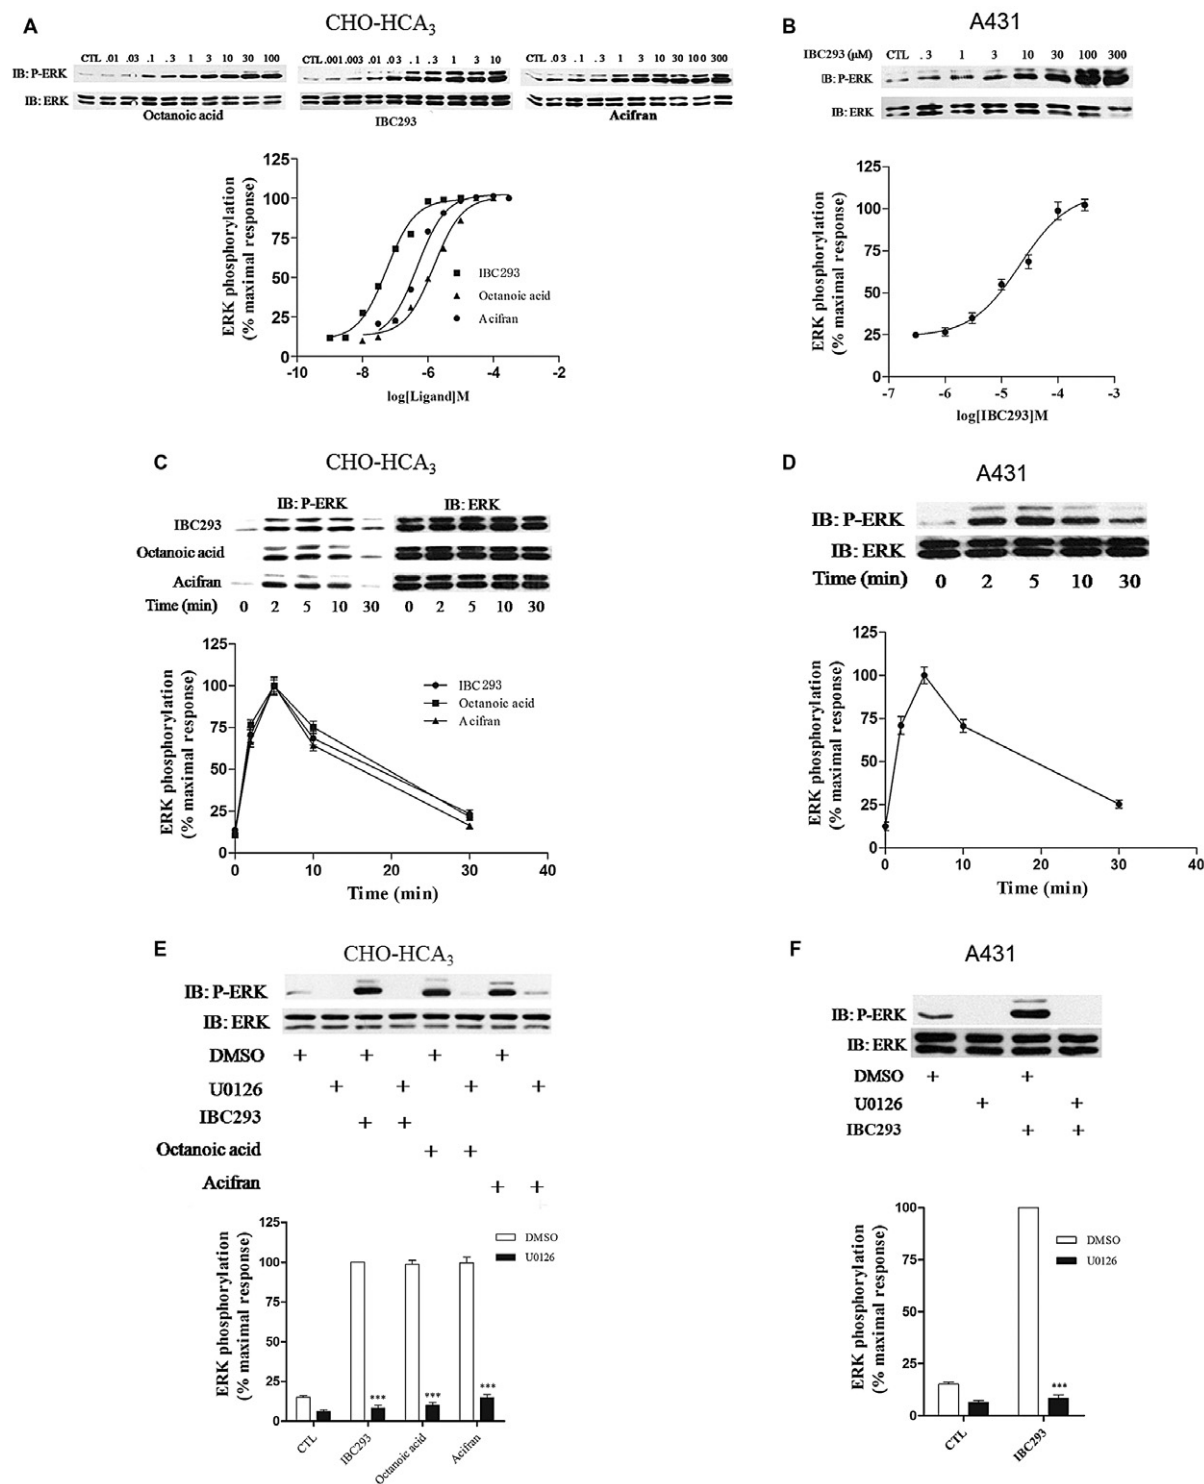 A
CHO-HCA3
CTL .01 .03 .1 .3 1 3 10 30 100
CTL .001 .003 .01 .03 .1 .3 1 3 10
CTL .03 .1 .3 1 3 10 30 100 300
IB: P-ERK
IB: ERK
Octanoic acid
IBC293
Acifran
125
100
75
50
25
0
ERK phosphorylation
(% maximal response)
IBC293
Octanoic acid
Acifran
-10 -8 -6 -4 -2
log[Ligand]M
B
A431
IBC293 (μM) CTL .3 1 3 10 30 100 300
IB: P-ERK
IB: ERK
125
100
75
50
25
0
ERK phosphorylation
(% maximal response)
-7 -6 -5 -4 -3
log[IBC293]M
C
CHO-HCA3
IB: P-ERK IB: ERK
IBC293
Octanoic acid
Acifran
Time (min) 0 2 5 10 30 0 2 5 10 30
125
100
75
50
25
0
ERK phosphorylation
(% maximal response)
IBC293
Octanoic acid
Acifran
0 10 20 30 40
Time (min)
D
A431
IB: P-ERK
IB: ERK
Time (min) 0 2 5 10 30
125
100
75
50
25
0
ERK phosphorylation
(% maximal response)
0 10 20 30 40
Time (min)
E
CHO-HCA3
IB: P-ERK
IB: ERK
DMSO + + + +
U0126 + + + +
IBC293 + +
Octanoic acid + +
Acifran + +
125
100
75
50
25
0
ERK phosphorylation
(% maximal response)
DMSO
U0126
*** *** ***
CTL IBC293 Octanoic acid Acifran
F
A431
IB: P-ERK
IB: ERK
DMSO + +
U0126 + +
IBC293 + +
100
75
50
25
0
ERK phosphorylation
(% maximal response)
DMSO
U0126
***
CTL IBC293